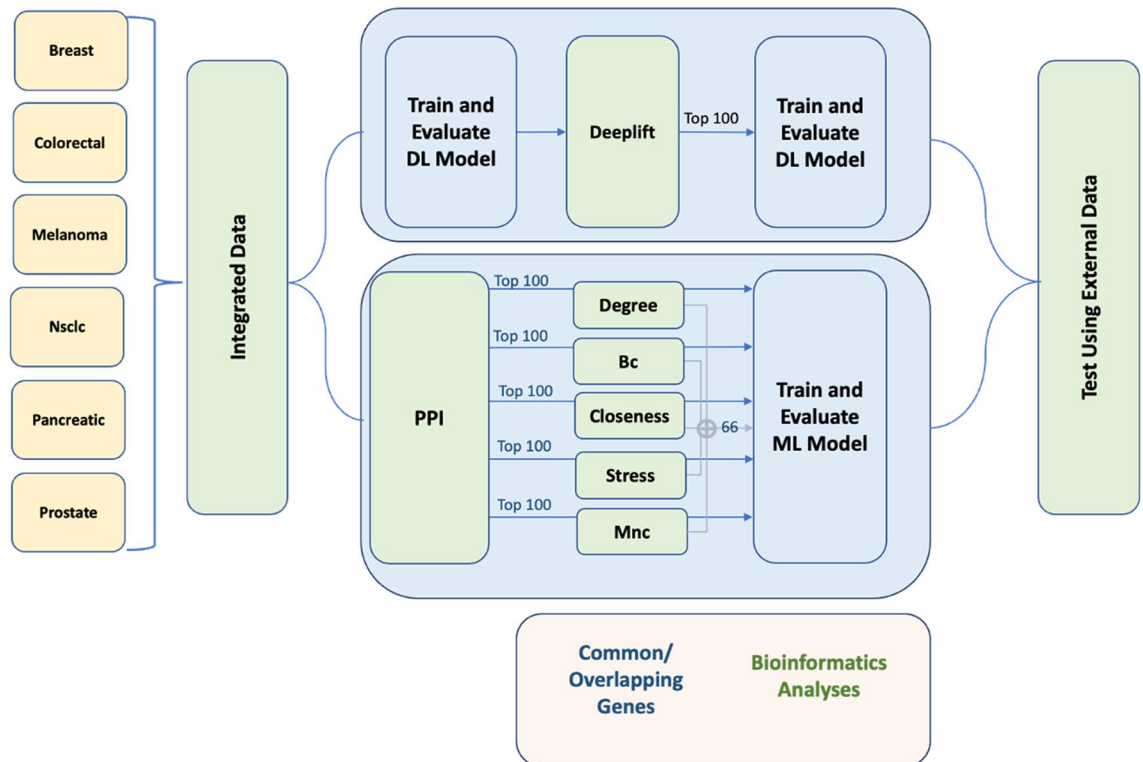 Breast
Colorectal
Melanoma
Nsclc
Pancreatic
Prostate
Integrated Data
Train and
Evaluate
DL Model
Deeplift
Top 100
Train and
Evaluate
DL Model
PPI
Top 100
Degree
Top 100
Bc
Top 100
Closeness
66
Top 100
Stress
Top 100
Mnc
Train and
Evaluate
ML Model
Test Using External Data
Common/
Overlapping
Genes
Bioinformatics
Analyses